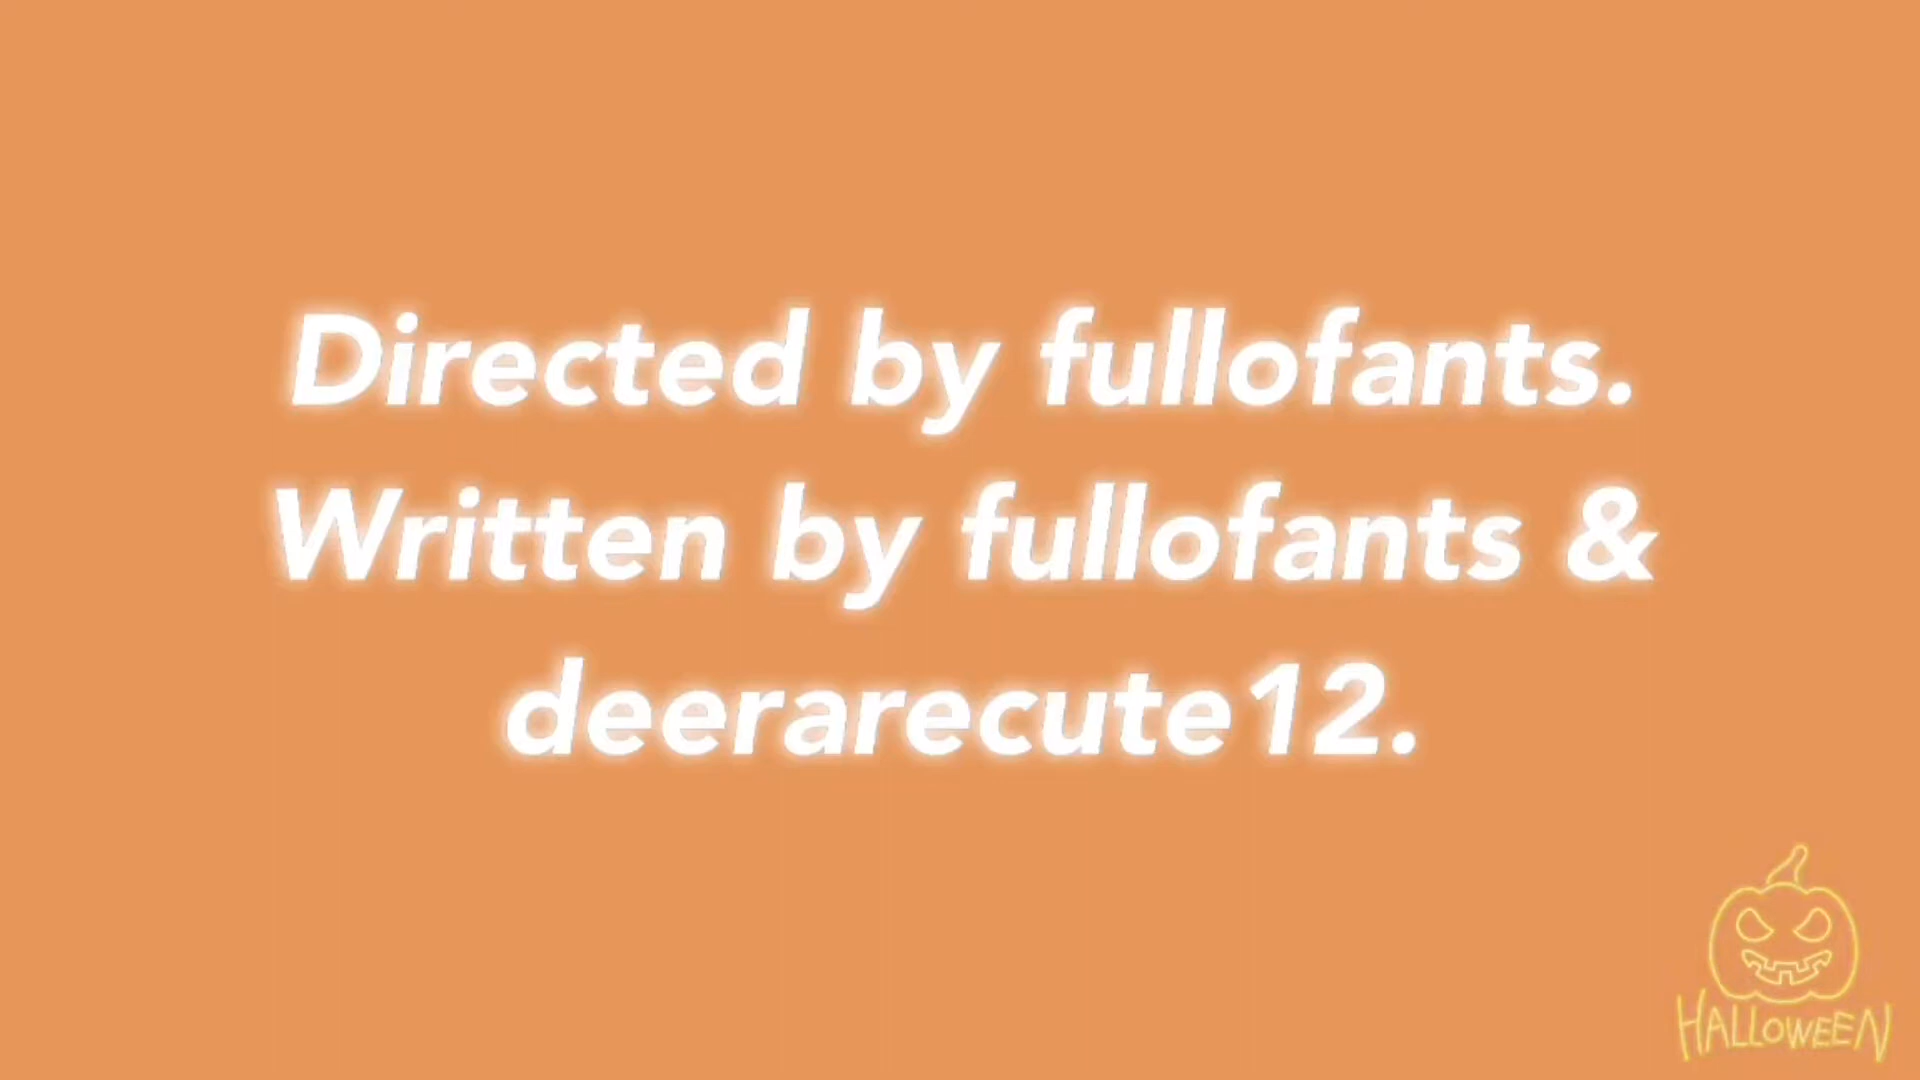 Directed by fullofants.
Written by fullofants &
deerarecute12.
HALLOWEEN